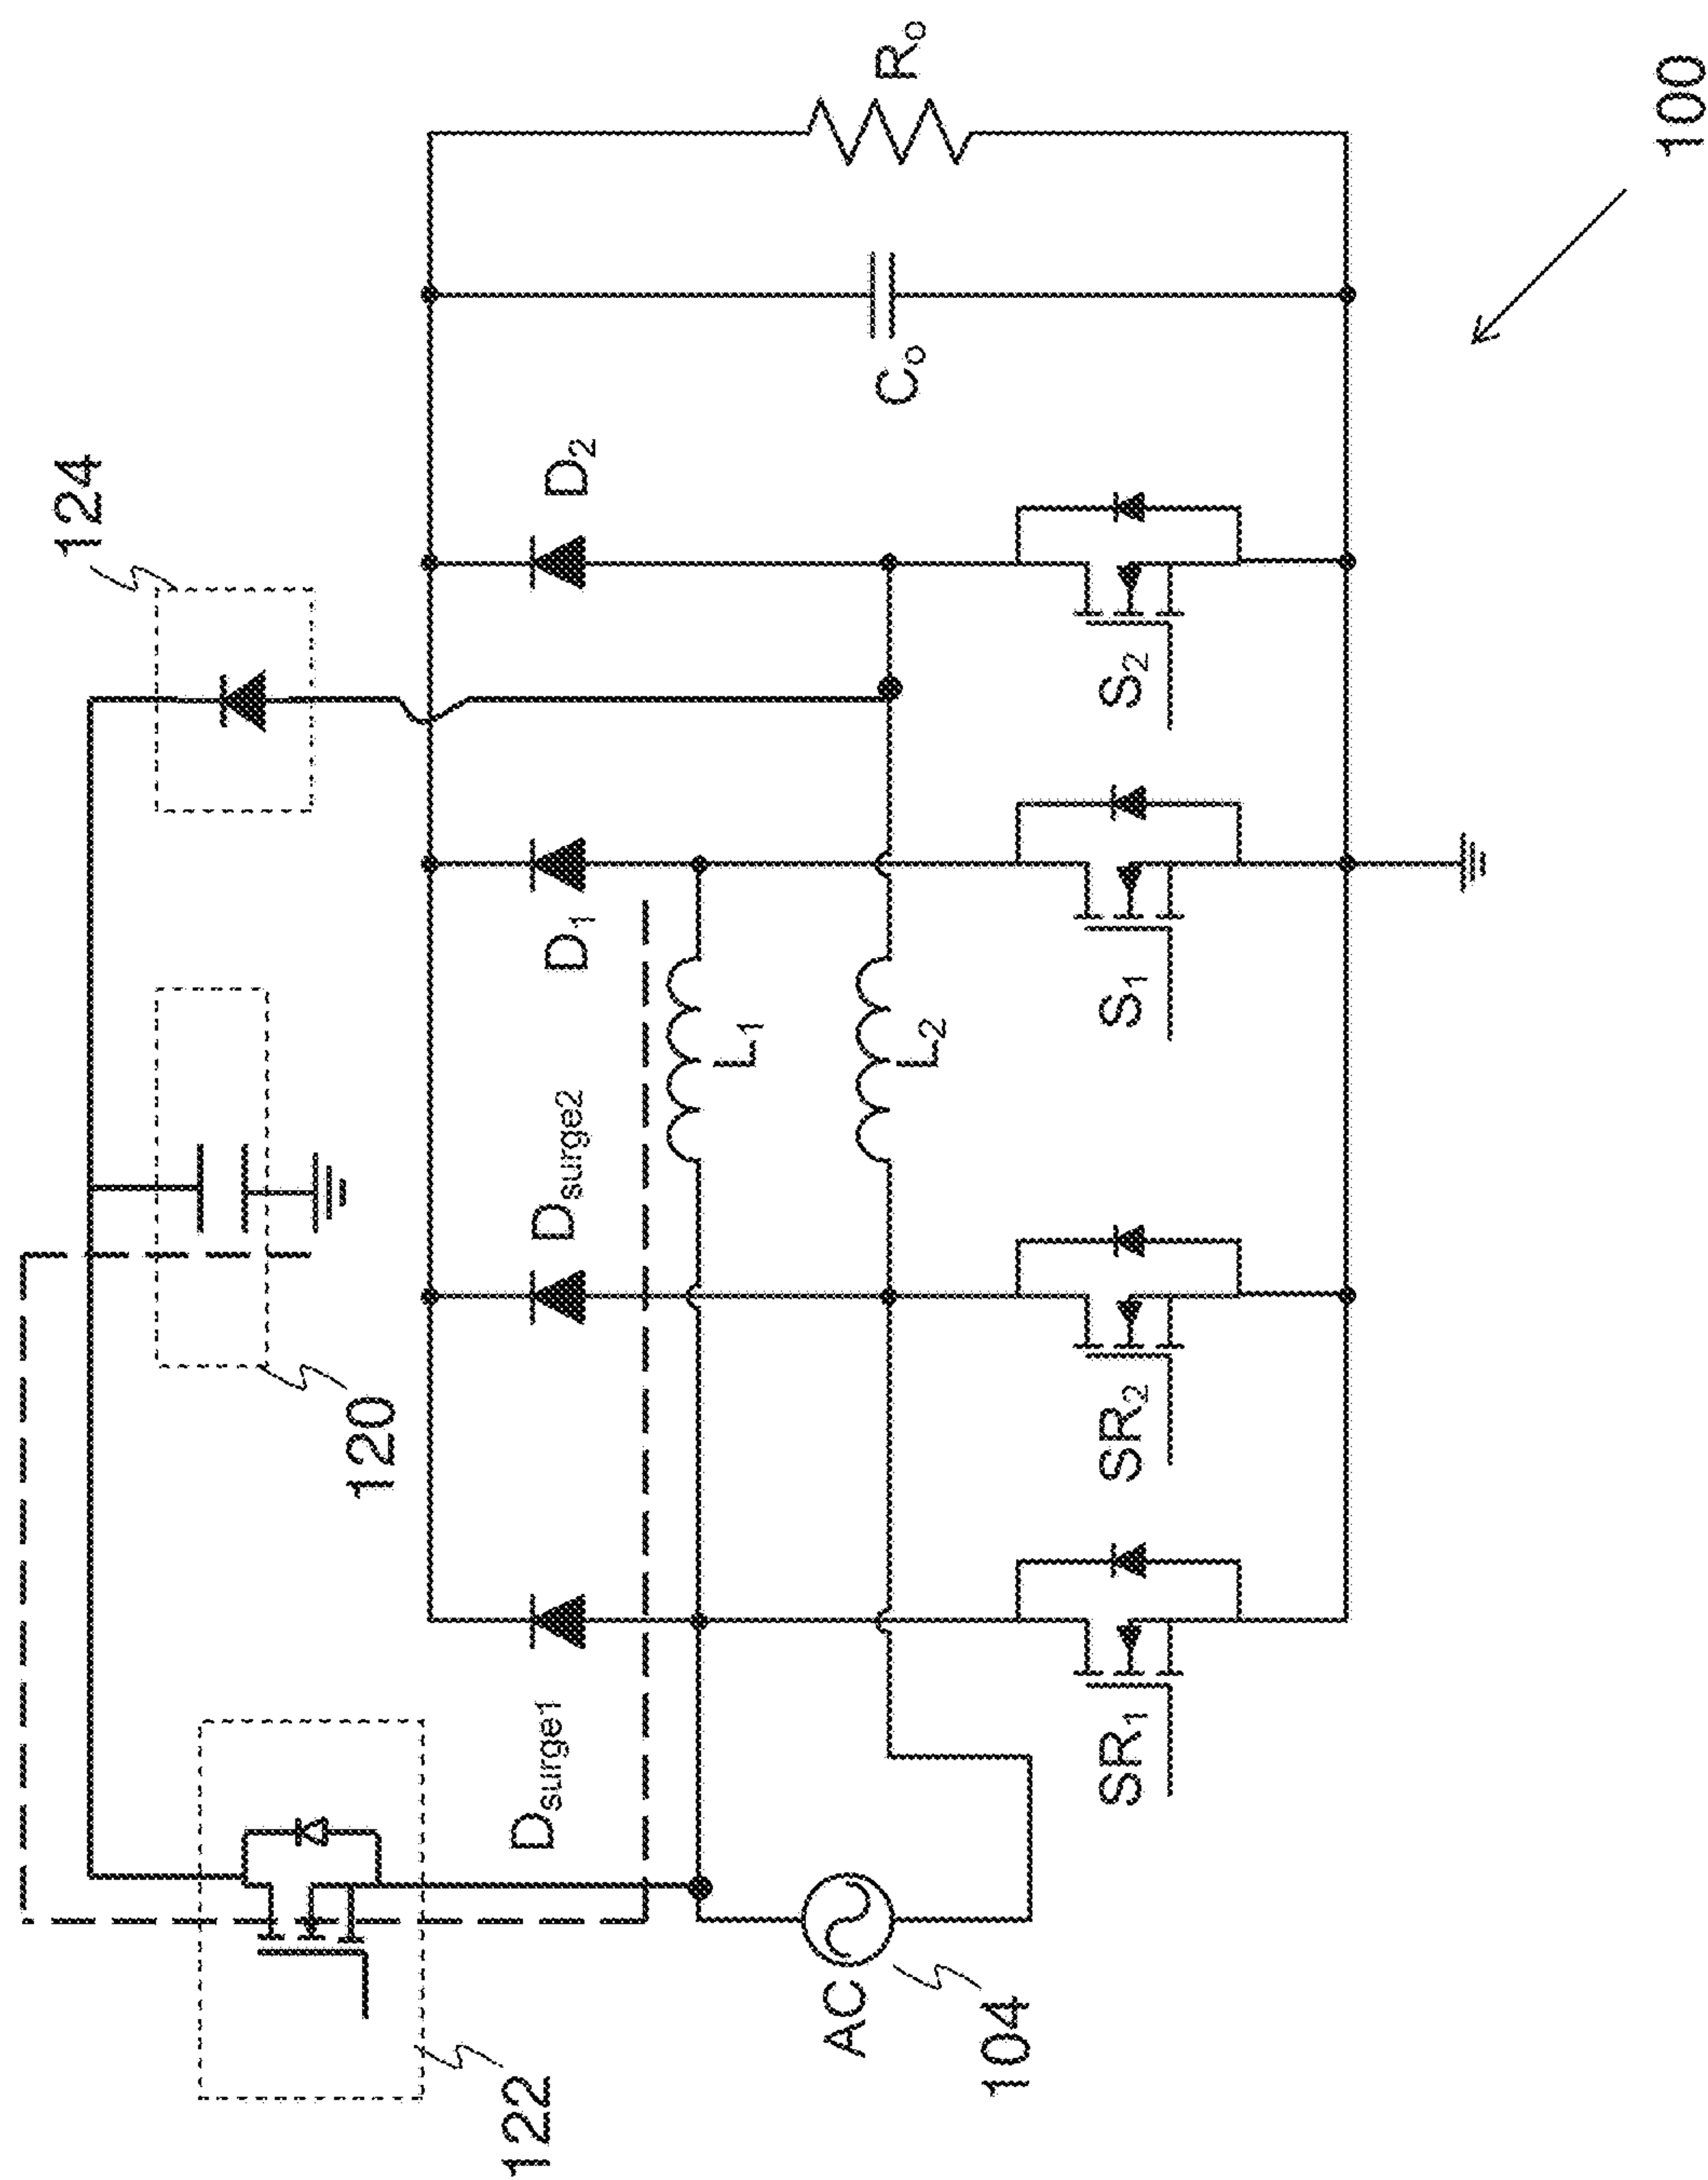 124
120
122
D₂
D₁
Dsurge2
Dsurge1
L₁
L₂
Cₒ
Rₒ
AC
104
SR₁
SR₂
S₁
S₂
100